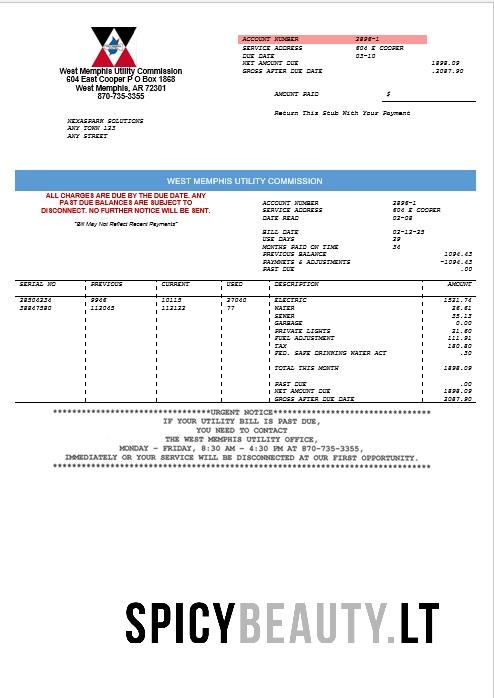 West Memphis Utility Commission
604 East Cooper P O Box 1868
West Memphis, AR 72301
870-735-3355
ACCOUNT NUMBER 2896-1
SERVICE ADDRESS 604 E COOPER
DUE DATE 03-10
NET AMOUNT DUE 1898.09
GROSS AFTER DUE DATE .2087.90
AMOUNT PAID $
Return This Stub With Your Payment
NEXASPARK SOLUTIONS
ANY TOWN 123
ANY STREET
WEST MEMPHIS UTILITY COMMISSION
ALL CHARGES ARE DUE BY THE DUE DATE. ANY
PAST DUE BALANCES ARE SUBJECT TO
DISCONNECT. NO FURTHER NOTICE WILL BE SENT.
"Bill May Not Reflect Recent Payments"
ACCOUNT NUMBER 2896-1
SERVICE ADDRESS 604 E COOPER
DATE READ 02-08
BILL DATE 02-12-25
USE DAYS 29
MONTHS PAID ON TIME 34
PREVIOUS BALANCE 1094.43
PAYMNETS & ADJUSTMENTS -1094.43
PAST DUE .00
SERIAL NO PREVIOUS CURRENT USED DESCRIPTION AMOUNT
28504234 9946 10115 27040 ELECTRIC 1521.74
38847580 112045 112122 77 WATER 26.61
SEWER 35.13
GARBAGE 0.00
PRIVATE LIGHTS 21.60
FUEL ADJUSTMENT 111.91
TAX 180.80
FED. SAFE DRINKING WATER ACT .30
TOTAL THIS MONTH 1898.09
PAST DUE .00
NET AMOUNT DUE 1898.09
GROSS AFTER DUE DATE 2087.90
**********************************URGENT NOTICE**********************************
IF YOUR UTILITY BILL IS PAST DUE,
YOU NEED TO CONTACT
THE WEST MEMPHIS UTILITY OFFICE,
MONDAY – FRIDAY, 8:30 AM – 4:30 PM AT 870-735-3355,
IMMEDIATELY OR YOUR SERVICE WILL BE DISCONNECTED AT OUR FIRST OPPORTUNITY.
*********************************************************************************
SPICYBEAUTY.LT